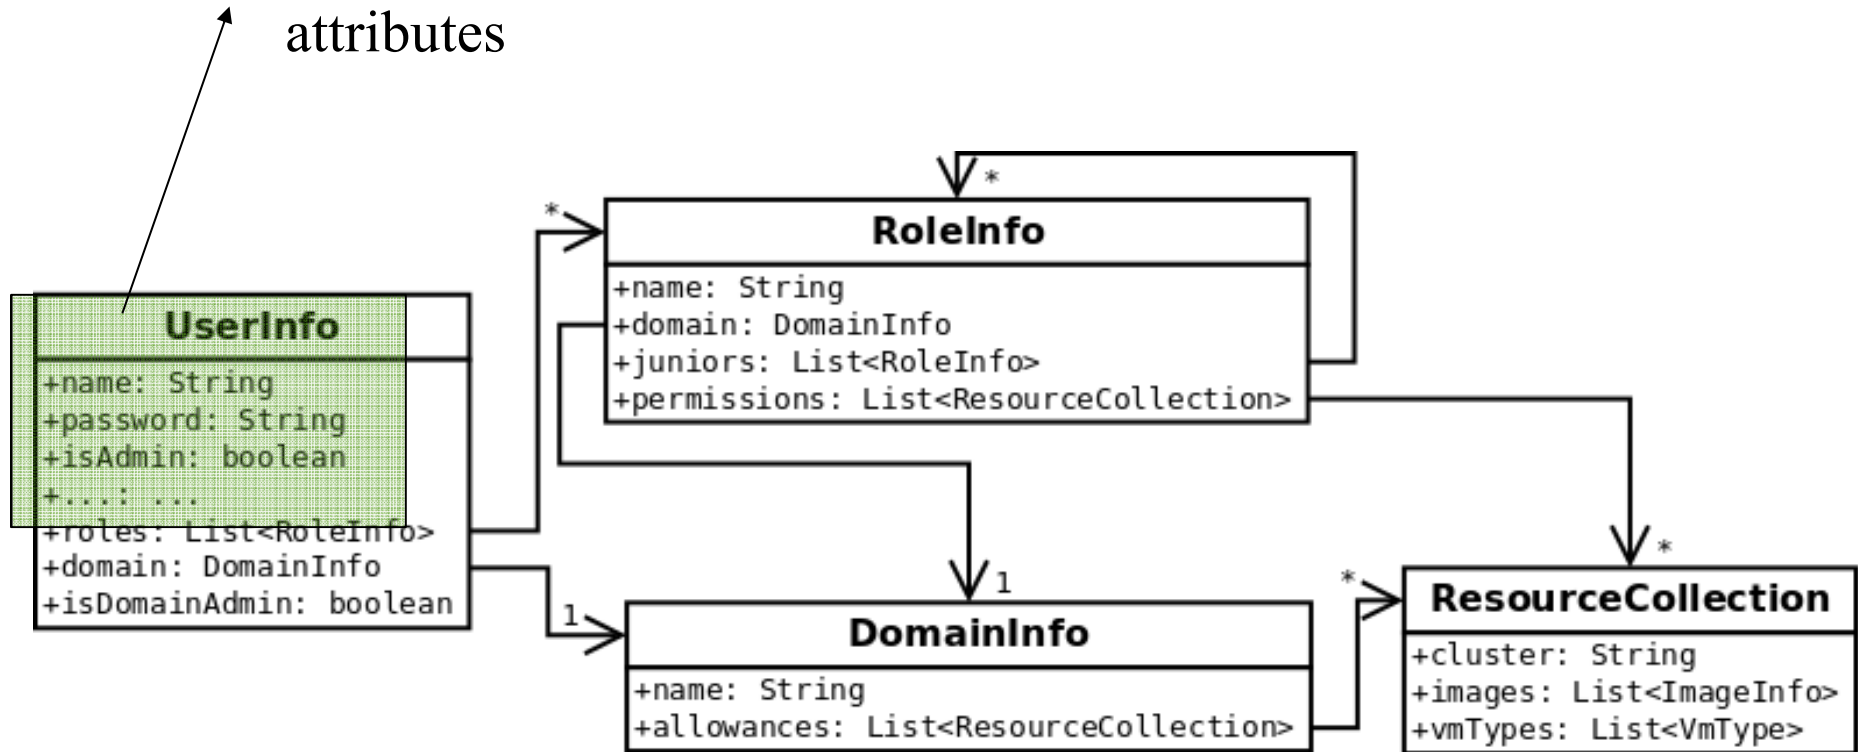 attributes
*
RoleInfo
+name: String
+domain: DomainInfo
+juniors: List<RoleInfo>
+permissions: List<ResourceCollection>
*
UserInfo
+name: String
+password: String
+isAdmin: boolean
+...: ...
+roles: List<RoleInfo>
+domain: DomainInfo
+isDomainAdmin: boolean
1
1
DomainInfo
+name: String
+allowances: List<ResourceCollection>
*
*
ResourceCollection
+cluster: String
+images: List<ImageInfo>
+vmTypes: List<VmType>